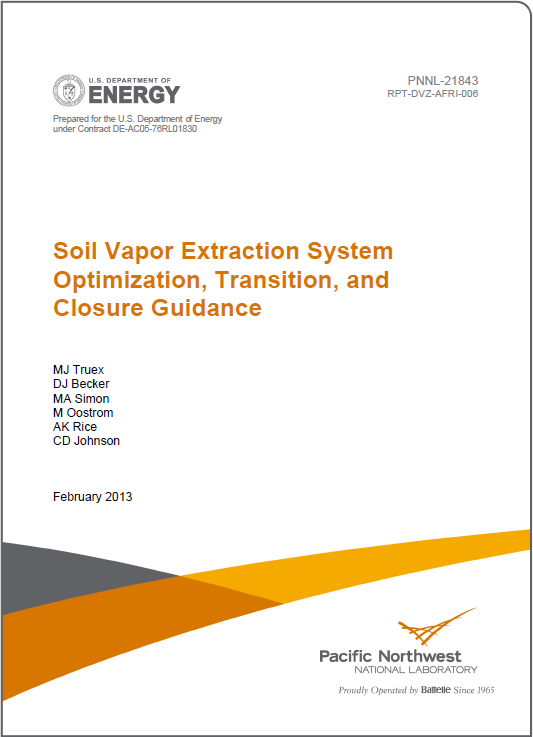 U.S. DEPARTMENT OF
ENERGY
PNNL-21843
RPT-DVZ-AFRI-006
Prepared for the U.S. Department of Energy
under Contract DE-AC05-76RL01830
Soil Vapor Extraction System
Optimization, Transition, and
Closure Guidance
MJ Truex
DJ Becker
MA Simon
M Oostrom
AK Rice
CD Johnson
February 2013
Pacific Northwest
NATIONAL LABORATORY
Proudly Operated by Battelle Since 1965